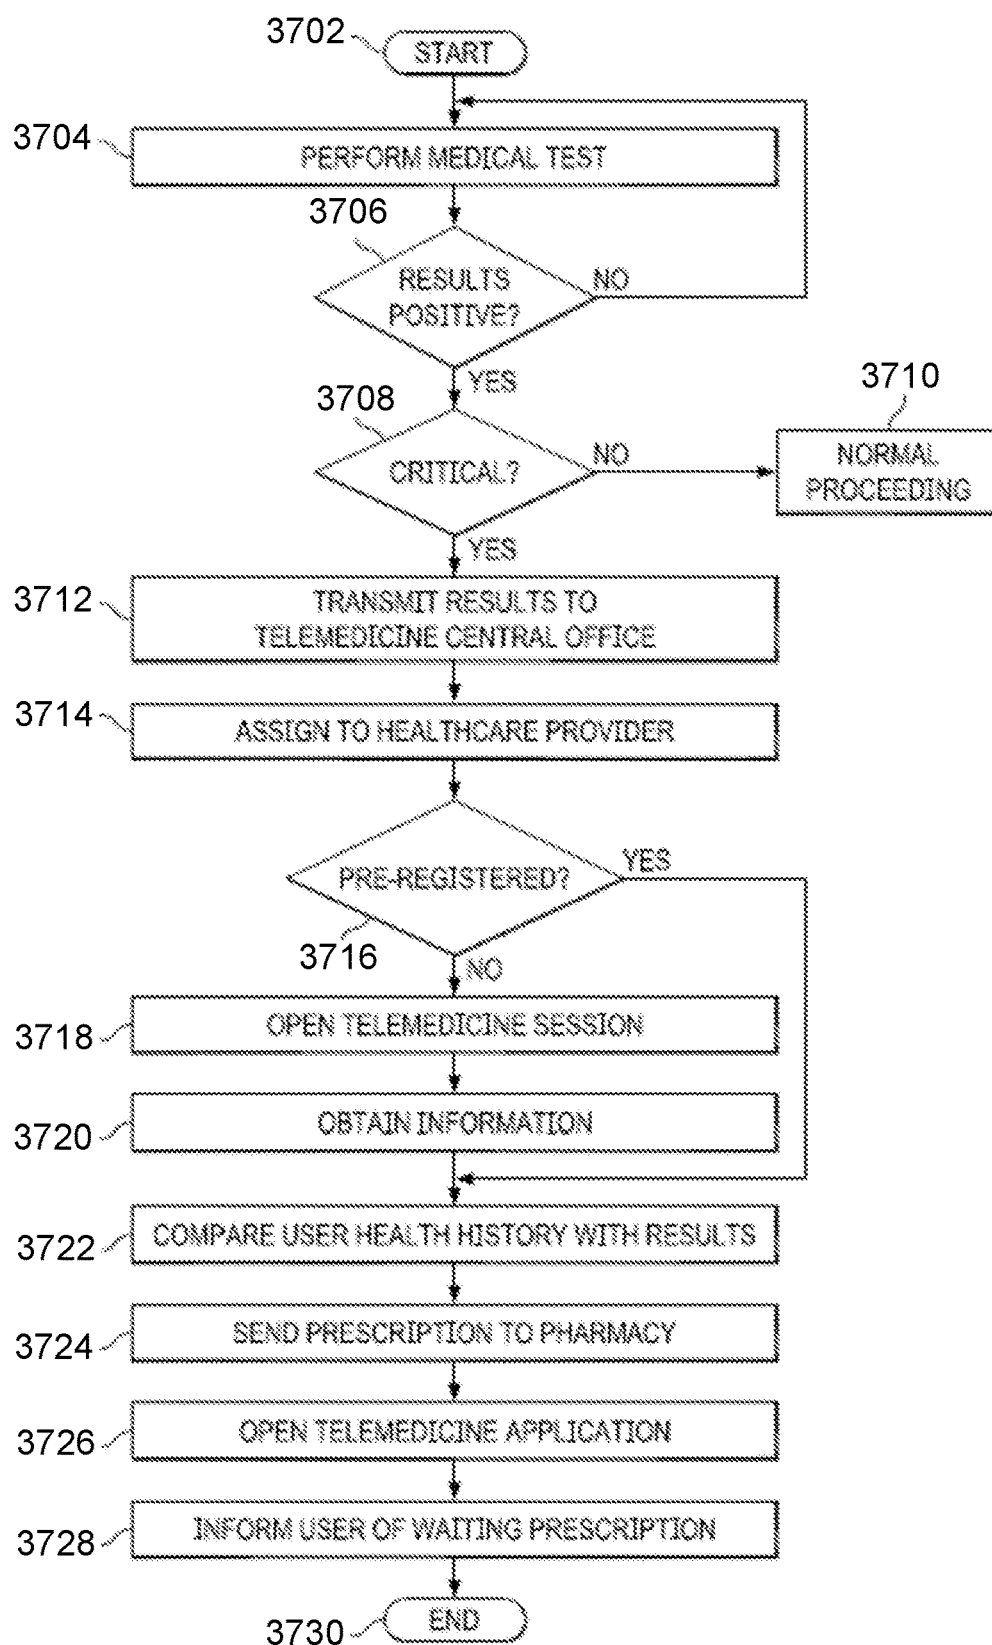 3702
START
3704
PERFORM MEDICAL TEST
3706
RESULTS
POSITIVE?
NO
YES
3708
CRITICAL?
NO
3710
NORMAL
PROCEEDING
YES
3712
TRANSMIT RESULTS TO
TELEMEDICINE CENTRAL OFFICE
3714
ASSIGN TO HEALTHCARE PROVIDER
PRE-REGISTERED?
YES
3716
NO
3718
OPEN TELEMEDICINE SESSION
3720
OBTAIN INFORMATION
3722
COMPARE USER HEALTH HISTORY WITH RESULTS
3724
SEND PRESCRIPTION TO PHARMACY
3726
OPEN TELEMEDICINE APPLICATION
3728
INFORM USER OF WAITING PRESCRIPTION
3730
END